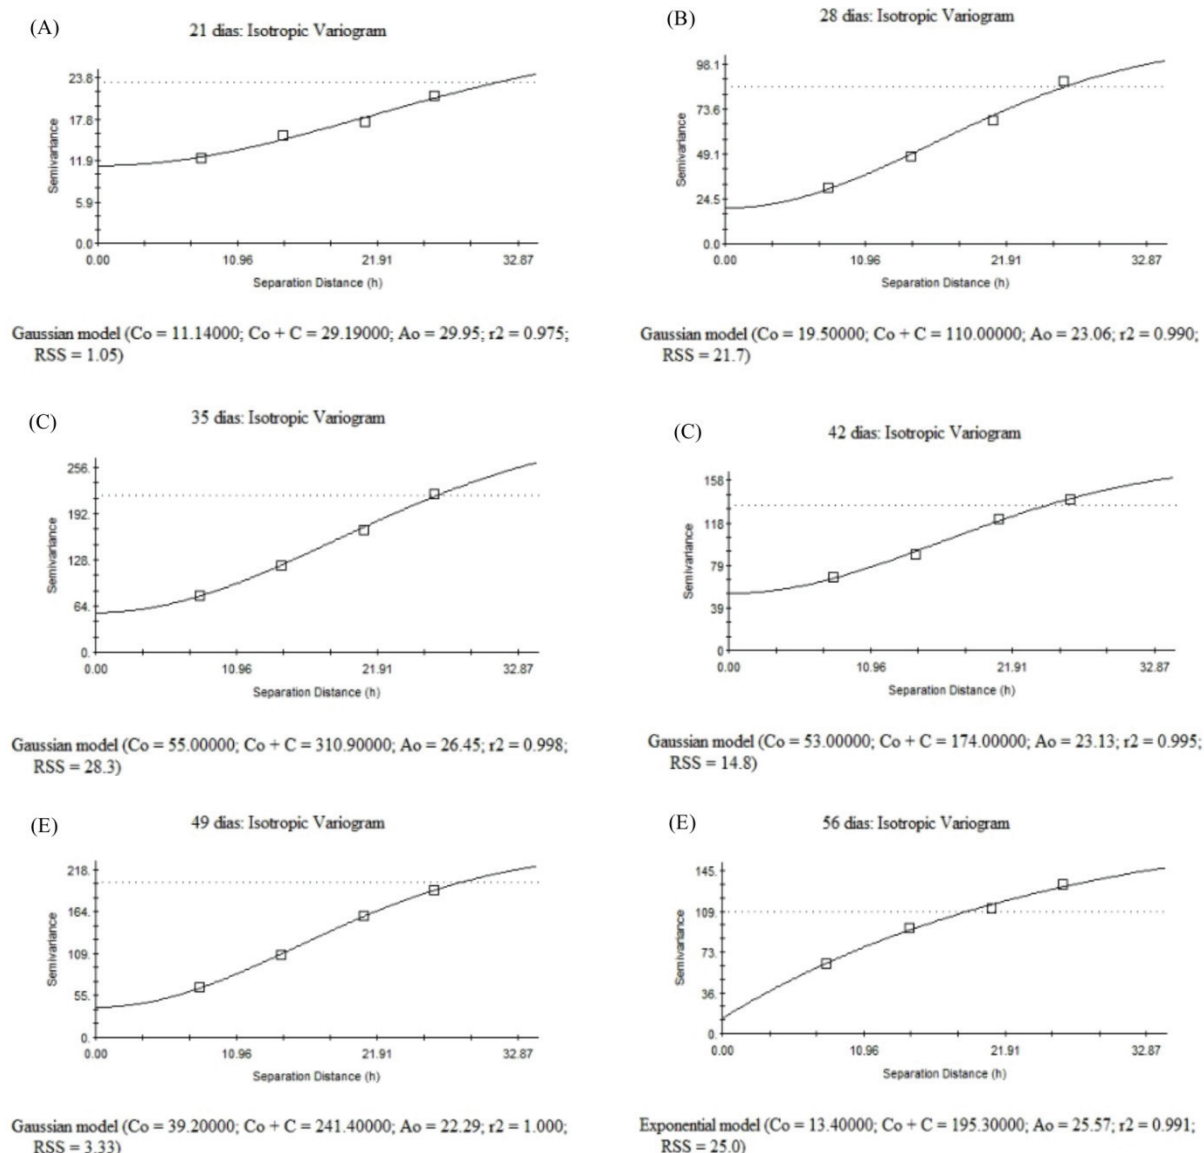 (A)
21 dias: Isotropic Variogram
23.8
17.8
11.9
5.9
0.0
Semivariance
0.00 10.96 21.91 32.87
Separation Distance (h)
Gaussian model (Co = 11.14000; Co + C = 29.19000; Ao = 29.95; r2 = 0.975;
RSS = 1.05)
(B)
28 dias: Isotropic Variogram
98.1
73.6
49.1
24.5
0.0
Semivariance
0.00 10.96 21.91 32.87
Separation Distance (h)
Gaussian model (Co = 19.50000; Co + C = 110.00000; Ao = 23.06; r2 = 0.990;
RSS = 21.7)
(C)
35 dias: Isotropic Variogram
256.
192.
128.
64.
0.
Semivariance
0.00 10.96 21.91 32.87
Separation Distance (h)
Gaussian model (Co = 55.00000; Co + C = 310.90000; Ao = 26.45; r2 = 0.998;
RSS = 28.3)
(C)
42 dias: Isotropic Variogram
158
118
79
39
0
Semivariance
0.00 10.96 21.91 32.87
Separation Distance (h)
Gaussian model (Co = 53.00000; Co + C = 174.00000; Ao = 23.13; r2 = 0.995;
RSS = 14.8)
(E)
49 dias: Isotropic Variogram
218.
164.
109.
55.
0.
Semivariance
0.00 10.96 21.91 32.87
Separation Distance (h)
Gaussian model (Co = 39.20000; Co + C = 241.40000; Ao = 22.29; r2 = 1.000;
RSS = 3.33)
(E)
56 dias: Isotropic Variogram
145.
109.
73.
36.
0.
Semivariance
0.00 10.96 21.91 32.87
Separation Distance (h)
Exponential model (Co = 13.40000; Co + C = 195.30000; Ao = 25.57; r2 = 0.991;
RSS = 25.0)